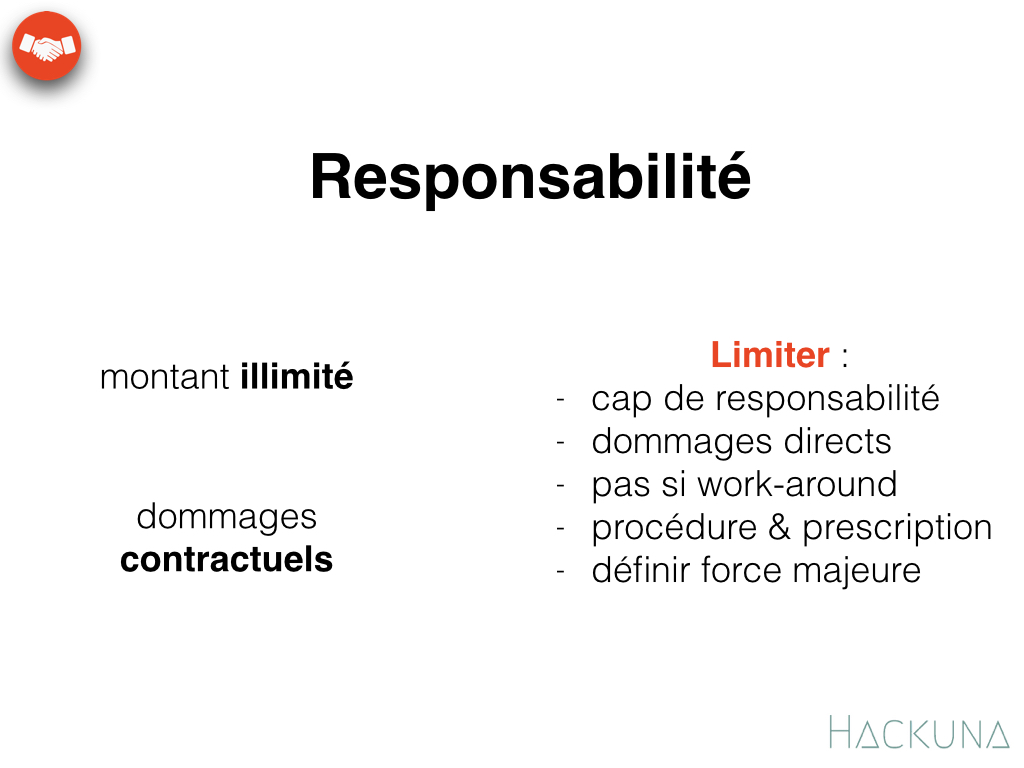 Responsabilité
montant illimité
dommages
contractuels
Limiter :
- cap de responsabilité
- dommages directs
- pas si work-around
- procédure & prescription
- définir force majeure
HACKUNA